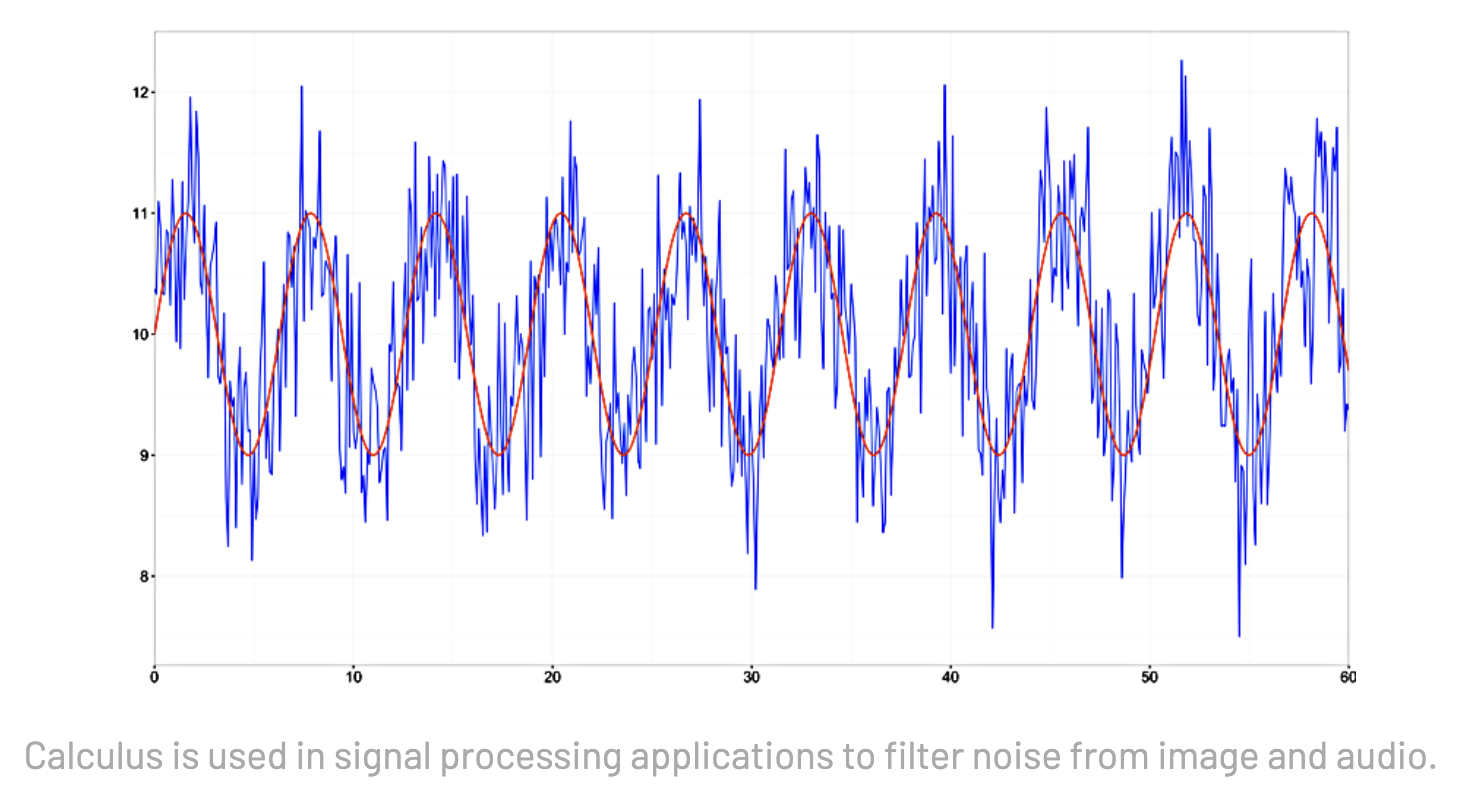 12
11
10
9
8
0 10 20 30 40 50 60
Calculus is used in signal processing applications to filter noise from image and audio.